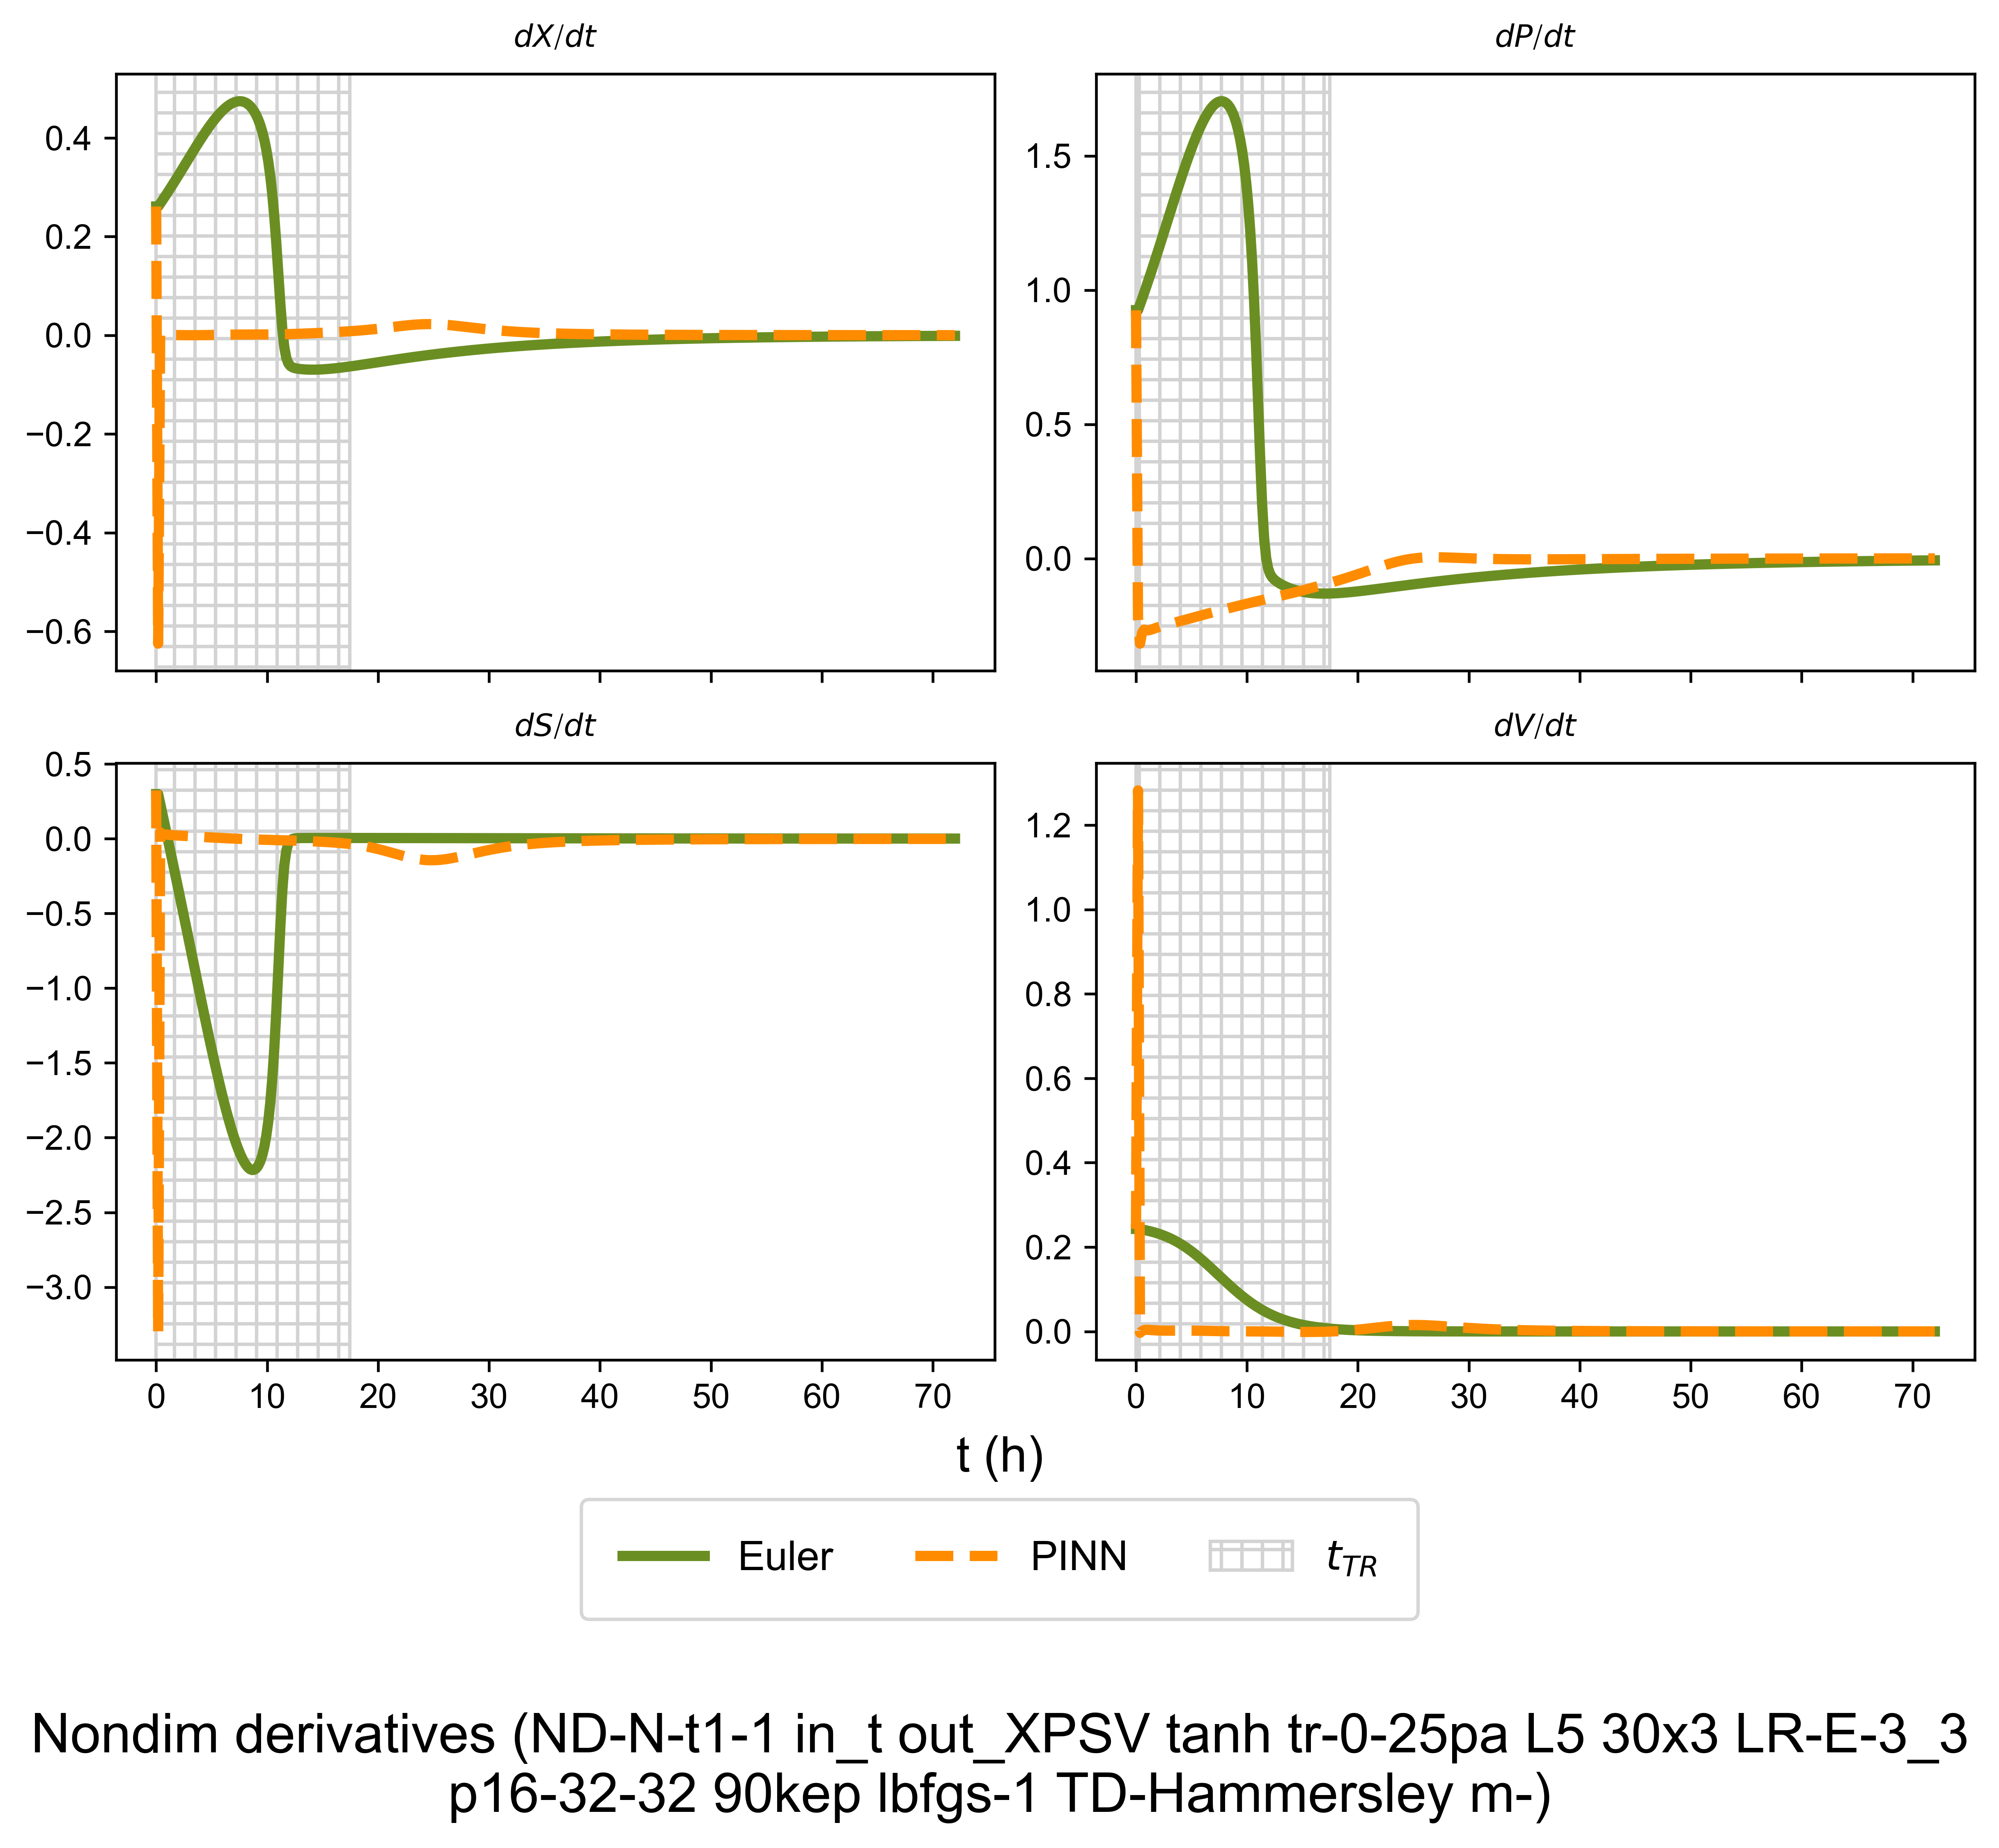 dX/dt
dP/dt
0.4
0.2
0.0
−0.2
−0.4
−0.6
1.5
1.0
0.5
0.0
dS/dt
dV/dt
0.5
0.0
−0.5
−1.0
−1.5
−2.0
−2.5
−3.0
1.2
1.0
0.8
0.6
0.4
0.2
0.0
0 10 20 30 40 50 60 70
0 10 20 30 40 50 60 70
t (h)
Euler PINN t_TR
Nondim derivatives (ND-N-t1-1 in_t out_XPSV tanh tr-0-25pa L5 30x3 LR-E-3_3
p16-32-32 90kep lbfgs-1 TD-Hammersley m-)